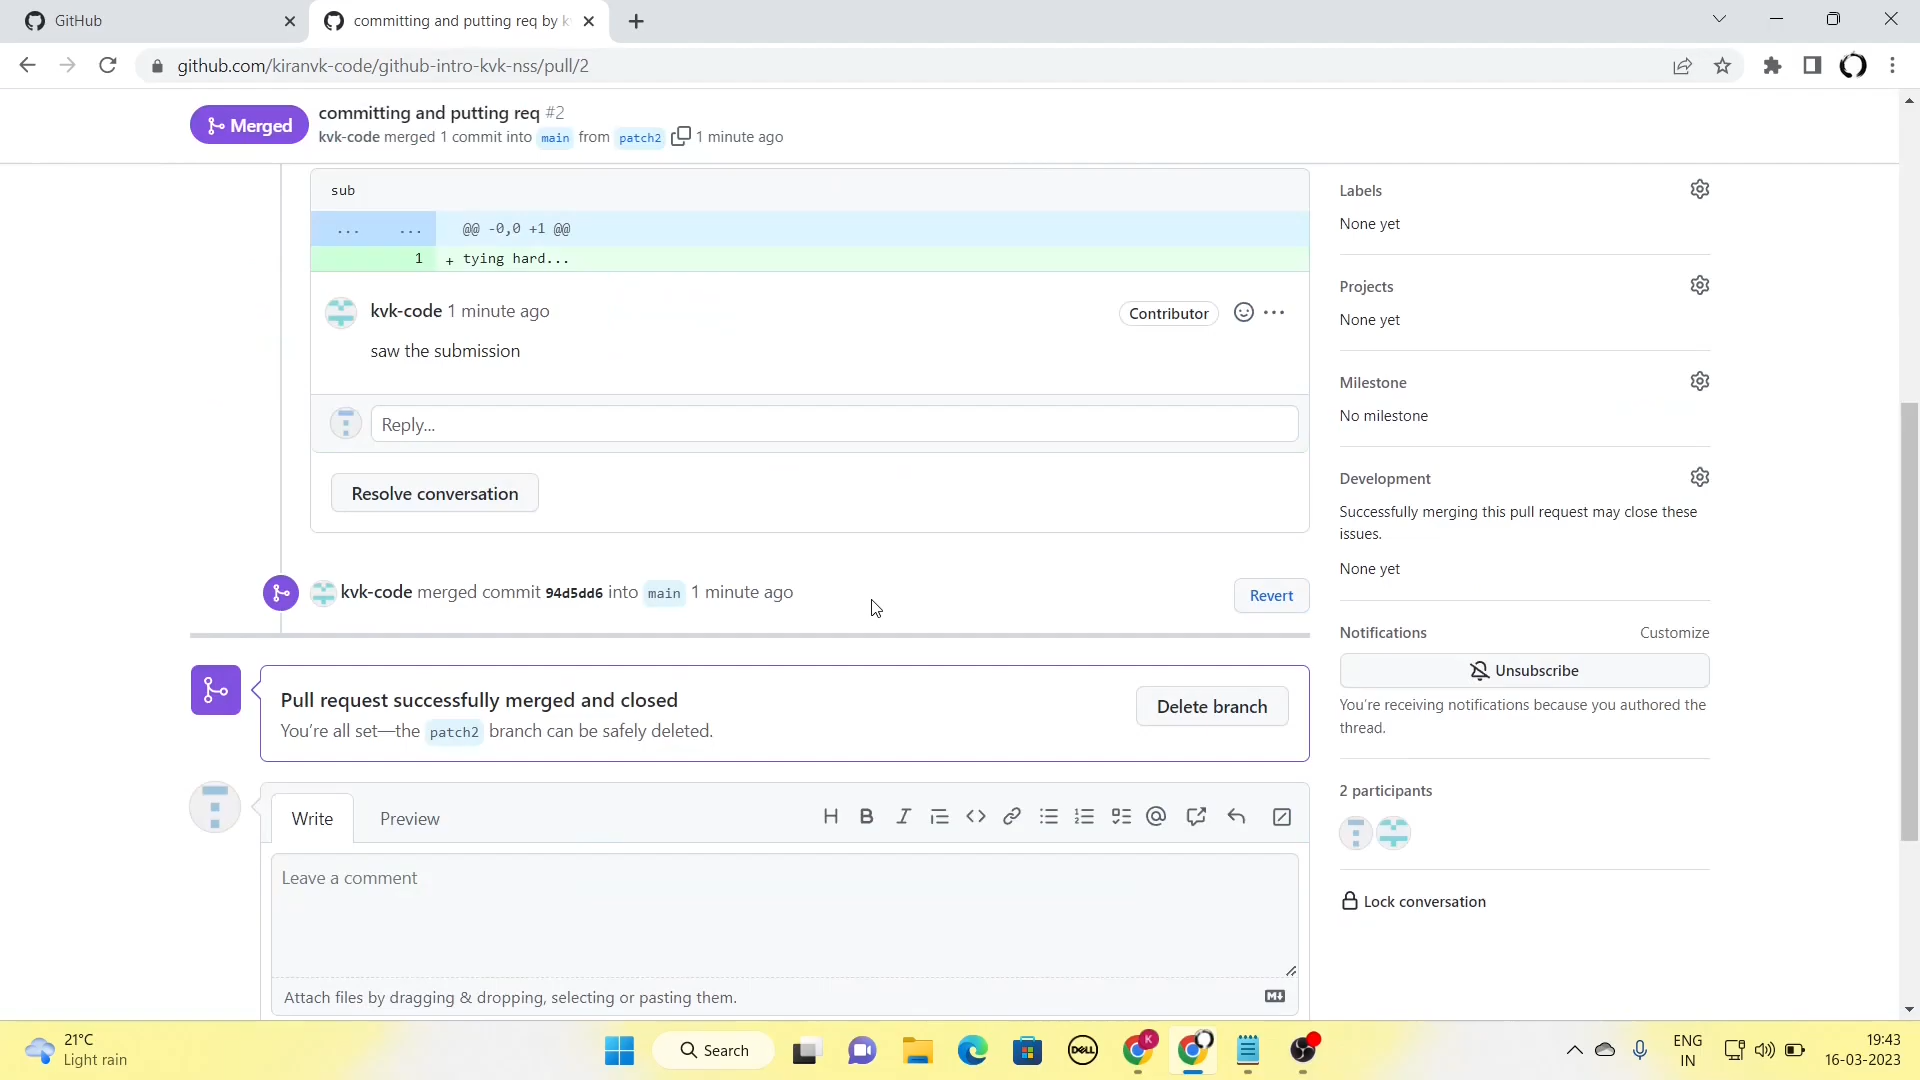 GitHub
committing and putting req by k
github.com/kiranvk-code/github-intro-kvk-nss/pull/2
Merged
committing and putting req #2
kvk-code merged 1 commit into main from patch2 1 minute ago
sub
... ... @@ -0,0 +1 @@
1 + tying hard...
kvk-code 1 minute ago
Contributor
saw the submission
Reply...
Resolve conversation
kvk-code merged commit 94d5dd6 into main 1 minute ago
Revert
Pull request successfully merged and closed
You're all set—the patch2 branch can be safely deleted.
Delete branch
Write
Preview
Leave a comment
Attach files by dragging & dropping, selecting or pasting them.
Labels
None yet
Projects
None yet
Milestone
No milestone
Development
Successfully merging this pull request may close these
issues.
None yet
Notifications
Customize
Unsubscribe
You're receiving notifications because you authored the
thread.
2 participants
Lock conversation
21°C
Light rain
Search
DELL
K
ENG
IN
19:43
16-03-2023